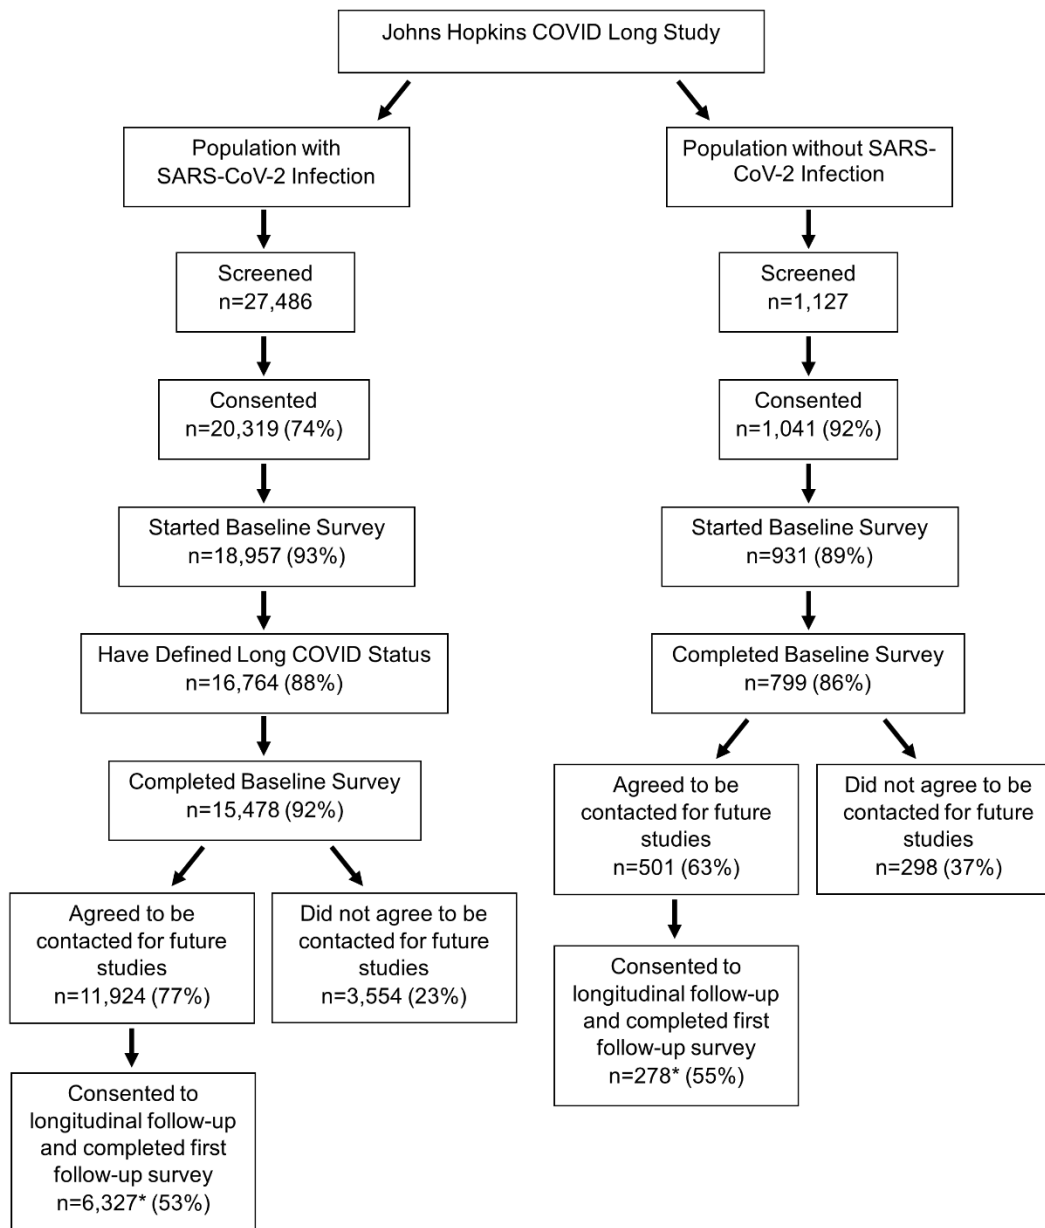 Johns Hopkins COVID Long Study
Population with
SARS-CoV-2 Infection
Screened
n=27,486
Consented
n=20,319 (74%)
Started Baseline Survey
n=18,957 (93%)
Have Defined Long COVID Status
n=16,764 (88%)
Completed Baseline Survey
n=15,478 (92%)
Agreed to be
contacted for future
studies
n=11,924 (77%)
Did not agree to be
contacted for future
studies
n=3,554 (23%)
Consented to
longitudinal follow-up
and completed first
follow-up survey
n=6,327* (53%)
Population without SARS-
CoV-2 Infection
Screened
n=1,127
Consented
n=1,041 (92%)
Started Baseline Survey
n=931 (89%)
Completed Baseline Survey
n=799 (86%)
Agreed to be
contacted for future
studies
n=501 (63%)
Did not agree to be
contacted for future
studies
n=298 (37%)
Consented to
longitudinal follow-up
and completed first
follow-up survey
n=278* (55%)